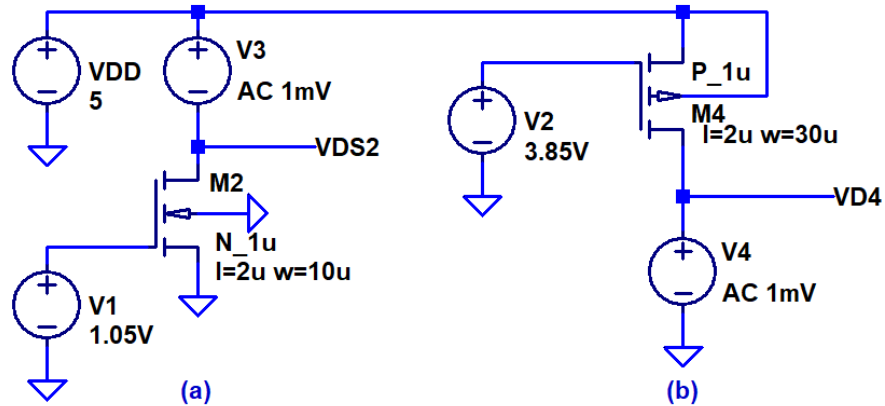 VDD
5
V3
AC 1mV
VDS2
M2
N_1u
l=2u w=10u
V1
1.05V
(a)
V2
3.85V
P_1u
M4
l=2u w=30u
VD4
V4
AC 1mV
(b)